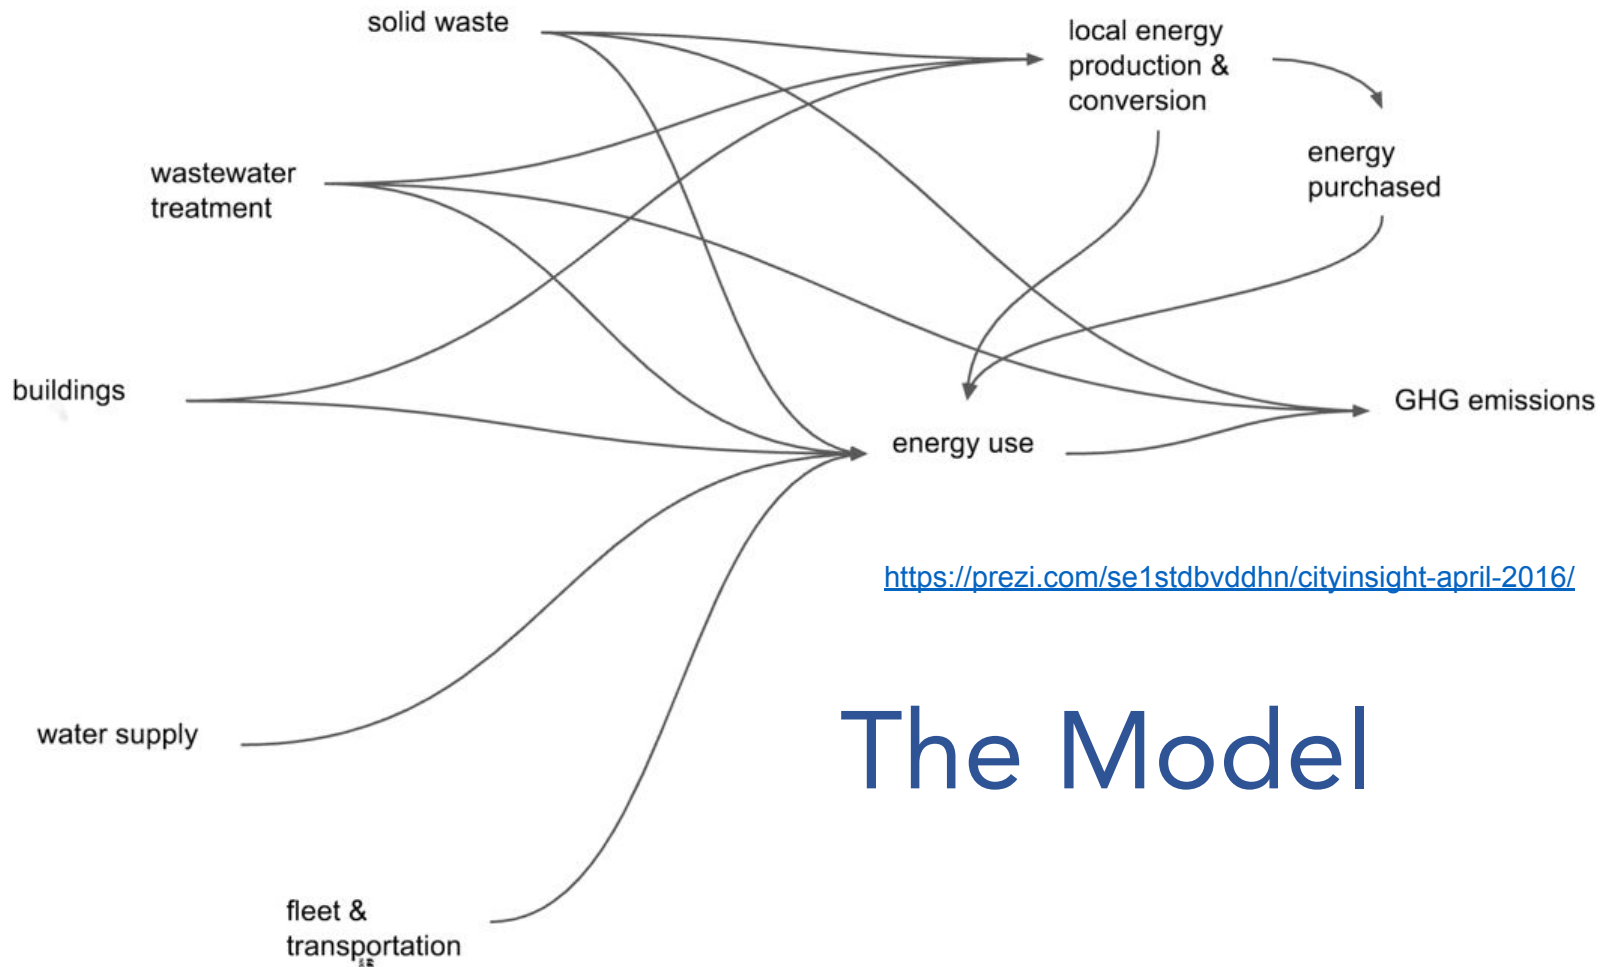 solid waste
local energy
production &
conversion
energy
purchased
wastewater
treatment
buildings
GHG emissions
energy use
https://prezi.com/se1stdbvddhn/cityinsight-april-2016/
The Model
water supply
fleet &
transportation